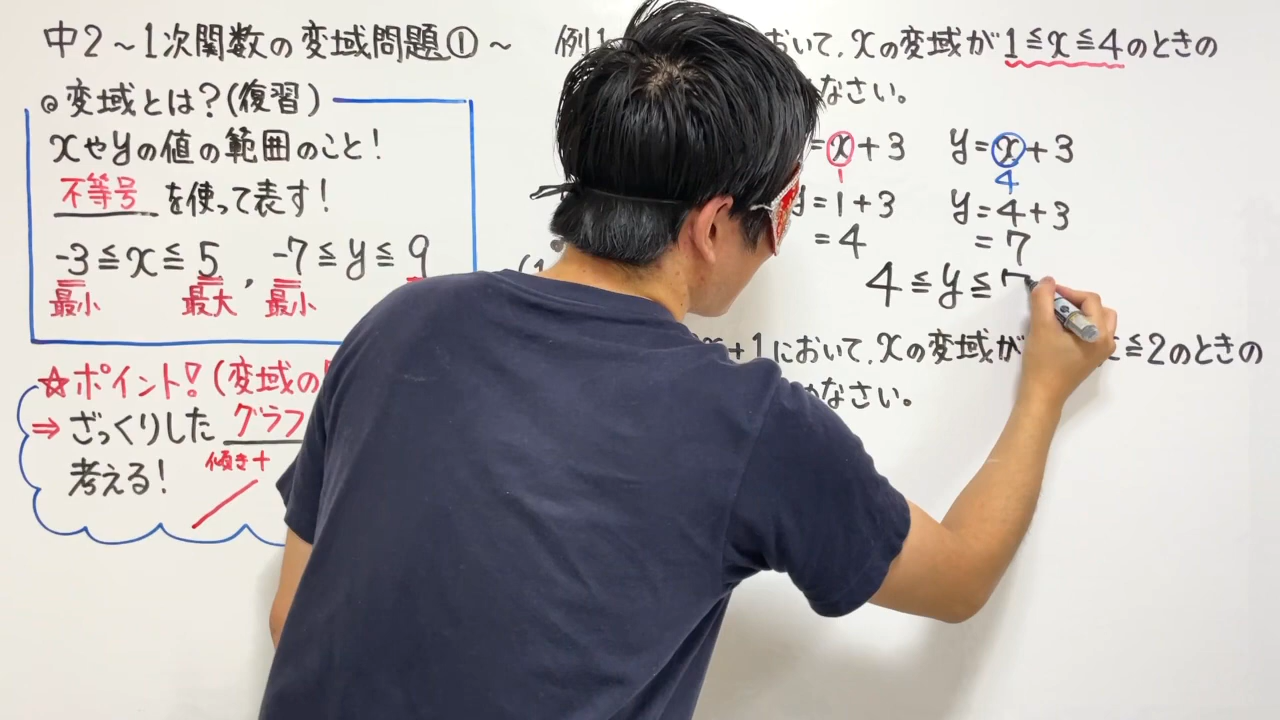 中2～1次関数の変域問題①～
◎変域とは?(復習)
xやyの値の範囲のこと!
不等号を使って表す!
-3≦x≦5, -7≦y≦9
最小 最大 最小
☆ポイント!(変域の
⇒ざっくりしたグラフ
考える!
傾き+
例1 おいて,xの変域が1≦x≦4のときの
なさい。
=x+3 y=x+3
1 4
y=1+3 y=4+3
=4 =7
4≦y≦7
x+1において,xの変域が ≦2のときの
なさい。